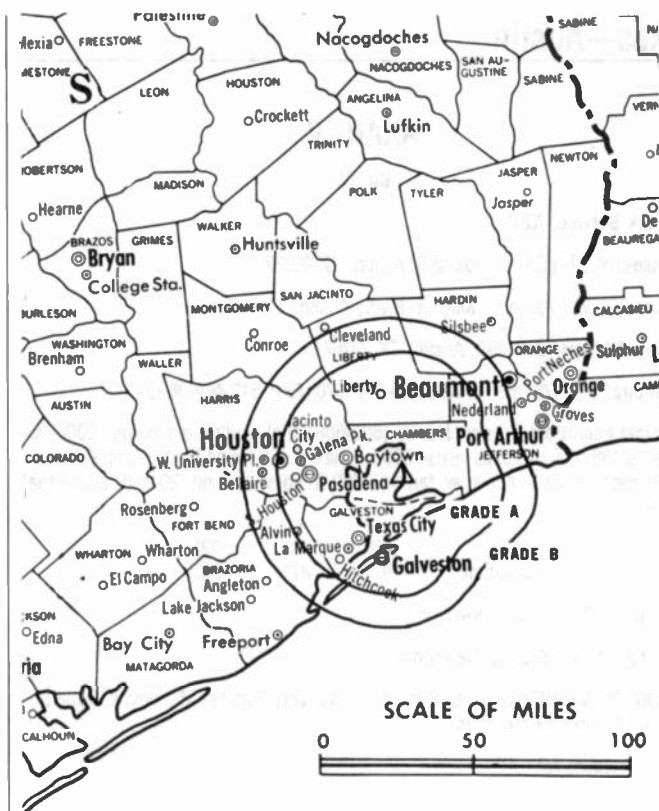 Palestine
SABINE
Mexia
FREESTONE
Nacogdoches
NACOGDOCHES
SAN AU-
GUSTINE
SABINE
S
LEON
HOUSTON
Crockett
ANGELINA
Lufkin
TRINITY
ROBERTSON
MADISON
POLK
TYLER
JASPER
Jasper
NEWTON
Hearne
WALKER
Huntsville
BRAZOS
Bryan
GRIMES
College Sta.
BEAUREGA
BURLESON
MONTGOMERY
SAN JACINTO
HARDIN
Silsbee
CALCASIEU
WASHINGTON
Brenham
Conroe
Cleveland
LIBERTY
ORANGE
Port Neches
Sulphur
WALLER
HARRIS
Liberty
Beaumont
Orange
Nederland
Groves
AUSTIN
Jacinto
City
CHAMBERS
Port Arthur
JEFFERSON
COLORADO
Houston
Galena Pk.
W. University Pl.
Baytown
Bellaire
Pasadena
Houston
Rosenberg
FORT BEND
GALVESTON
GRADE A
Alvin
Texas City
La Marque
GRADE B
WHARTON
Wharton
Hitchcock
Galveston
El Campo
BRAZORIA
Angleton
Lake Jackson
Edna
Bay City
Freeport
MATAGORDA
ria
CALHOUN
SCALE OF MILES
0 50 100